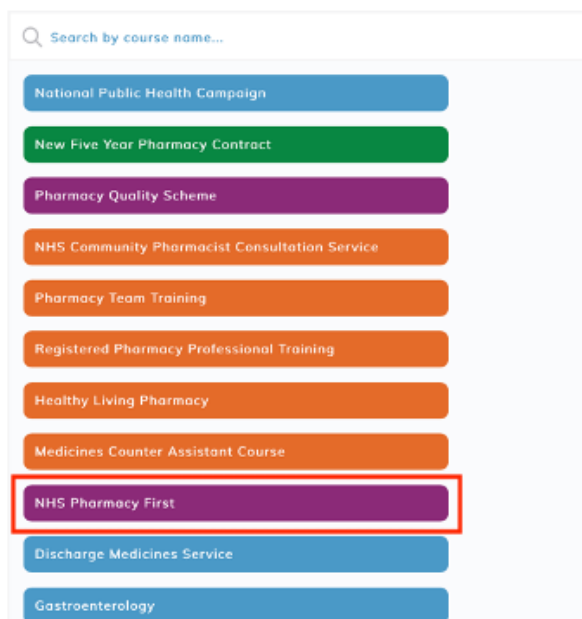 Search by course name...
National Public Health Campaign
New Five Year Pharmacy Contract
Pharmacy Quality Scheme
NHS Community Pharmacist Consultation Service
Pharmacy Team Training
Registered Pharmacy Professional Training
Healthy Living Pharmacy
Medicines Counter Assistant Course
NHS Pharmacy First
Discharge Medicines Service
Gastroenterology